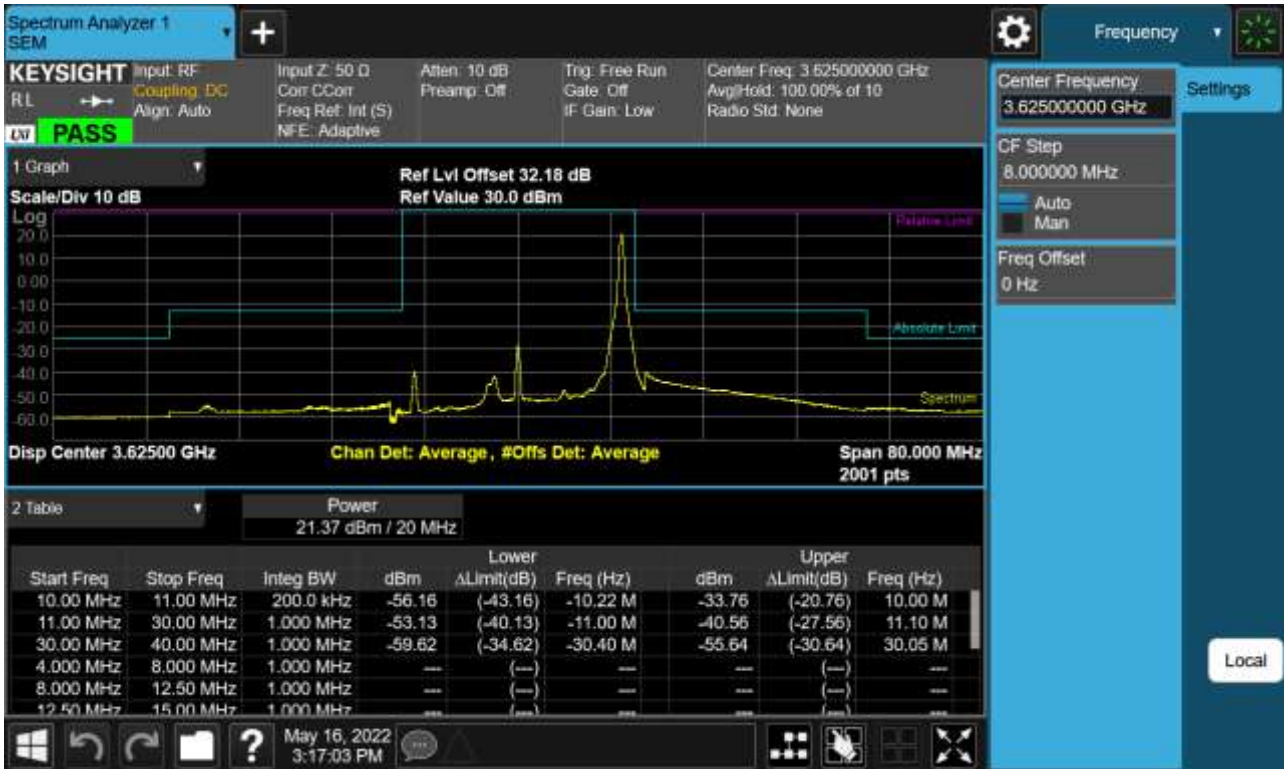 Spectrum Analyzer 1
SEM
+
Frequency
KEYSIGHT
RL
LXI
PASS
Input: RF
Coupling: DC
Align: Auto
Input Z: 50 Ω
Corr CCorr
Freq Ref: Int (S)
NFE: Adaptive
Atten: 10 dB
Preamp: Off
Trig: Free Run
Gate: Off
IF Gain: Low
Center Freq: 3.625000000 GHz
Avg|Hold: 100.00% of 10
Radio Std: None
Center Frequency
3.625000000 GHz
Settings
CF Step
8.000000 MHz
Auto
Man
Freq Offset
0 Hz
Local
1 Graph
Scale/Div 10 dB
Ref Lvl Offset 32.18 dB
Ref Value 30.0 dBm
Log
20.0
10.0
0.00
-10.0
-20.0
-30.0
-40.0
-50.0
-60.0
Relative Limit
Absolute Limit
Spectrum
Disp Center 3.62500 GHz
Chan Det: Average, #Offs Det: Average
Span 80.000 MHz
2001 pts
2 Table
Power
21.37 dBm / 20 MHz
Lower Upper
Start Freq Stop Freq Integ BW dBm ΔLimit(dB) Freq (Hz) dBm ΔLimit(dB) Freq (Hz)
10.00 MHz 11.00 MHz 200.0 kHz -56.16 (-43.16) -10.22 M -33.76 (-20.76) 10.00 M
11.00 MHz 30.00 MHz 1.000 MHz -53.13 (-40.13) -11.00 M -40.56 (-27.56) 11.10 M
30.00 MHz 40.00 MHz 1.000 MHz -59.62 (-34.62) -30.40 M -55.64 (-30.64) 30.05 M
4.000 MHz 8.000 MHz 1.000 MHz --- (---) --- --- (---) ---
8.000 MHz 12.50 MHz 1.000 MHz --- (---) --- --- (---) ---
12.50 MHz 15.00 MHz 1.000 MHz --- (---) --- --- (---) ---
?
May 16, 2022
3:17:03 PM